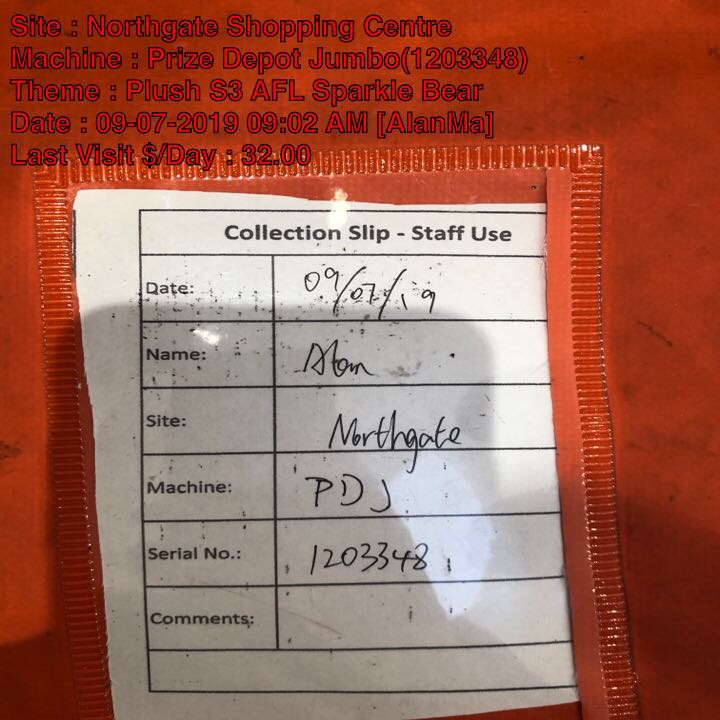 Site : Northgate Shopping Centre
Machine : Prize Depot Jumbo(1203348)
Theme : Plush S3 AFL Sparkle Bear
Date : 09-07-2019 09:02 AM [AlanMa]
Last Visit $/Day : 32.00
Collection Slip - Staff Use
Date: 09/07/19
Name: Alan
Site: Northgate
Machine: PDJ
Serial No.: 1203348
Comments: